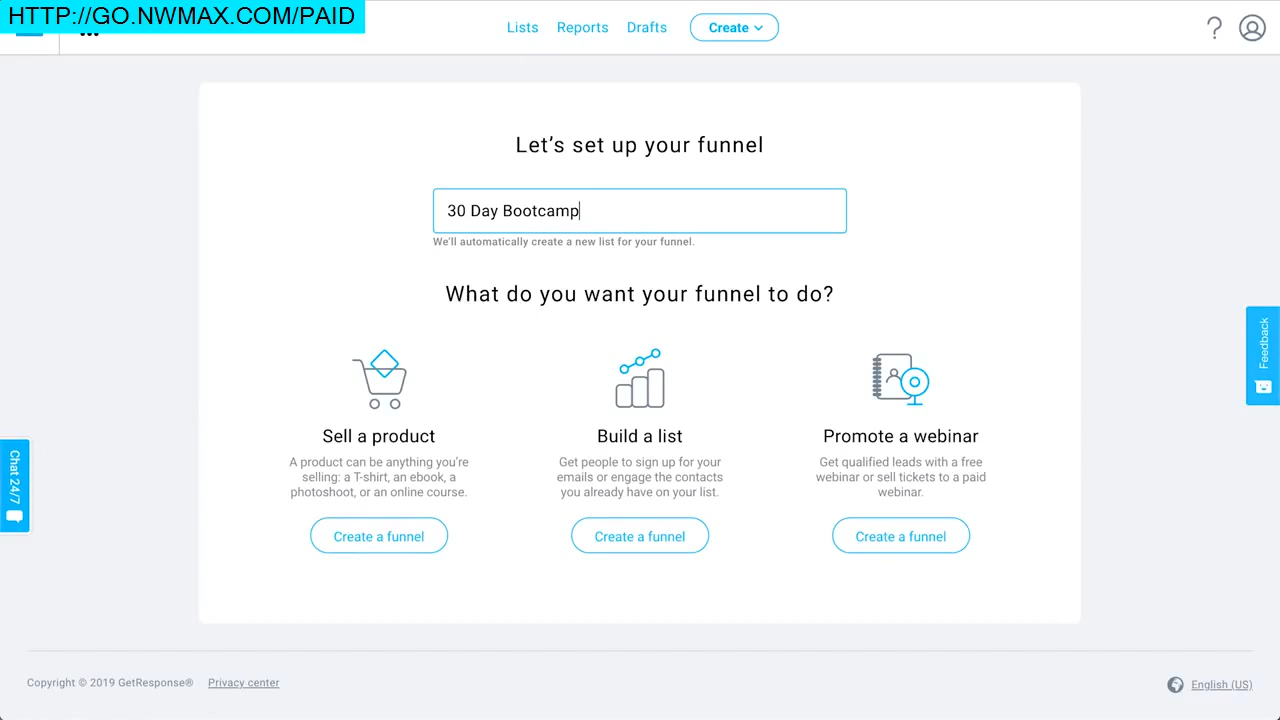 HTTP://GO.NWMAX.COM/PAID
Lists Reports Drafts Create
Let’s set up your funnel
30 Day Bootcamp
We'll automatically create a new list for your funnel.
What do you want your funnel to do?
Sell a product
A product can be anything you’re
selling: a T-shirt, an ebook, a
photoshoot, or an online course.
Create a funnel
Build a list
Get people to sign up for your
emails or engage the contacts
you already have on your list.
Create a funnel
Promote a webinar
Get qualified leads with a free
webinar or sell tickets to a paid
webinar.
Create a funnel
Feedback
Chat 24/7
Copyright © 2019 GetResponse® Privacy center
English (US)